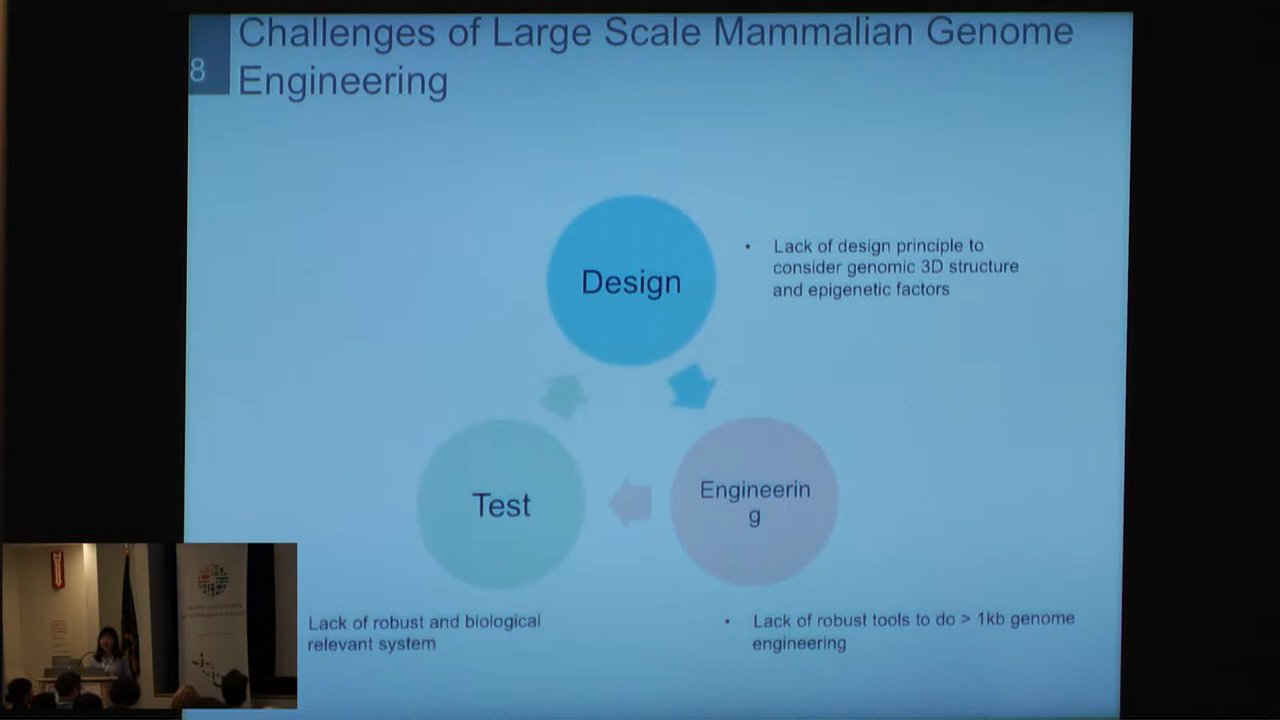 8
Challenges of Large Scale Mammalian Genome
Engineering
Design
• Lack of design principle to
consider genomic 3D structure
and epigenetic factors
Test
Engineerin
g
Lack of robust and biological
relevant system
• Lack of robust tools to do > 1kb genome
engineering